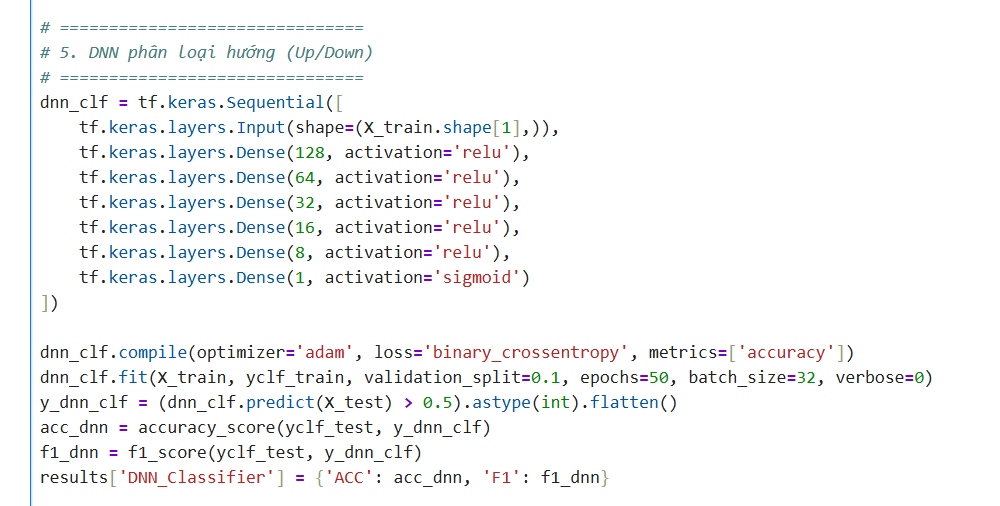 # ===============================
# 5. DNN phân loại hướng (Up/Down)
# ===============================
dnn_clf = tf.keras.Sequential([
    tf.keras.layers.Input(shape=(X_train.shape[1],)),
    tf.keras.layers.Dense(128, activation='relu'),
    tf.keras.layers.Dense(64, activation='relu'),
    tf.keras.layers.Dense(32, activation='relu'),
    tf.keras.layers.Dense(16, activation='relu'),
    tf.keras.layers.Dense(8, activation='relu'),
    tf.keras.layers.Dense(1, activation='sigmoid')
])
dnn_clf.compile(optimizer='adam', loss='binary_crossentropy', metrics=['accuracy'])
dnn_clf.fit(X_train, yclf_train, validation_split=0.1, epochs=50, batch_size=32, verbose=0)
y_dnn_clf = (dnn_clf.predict(X_test) > 0.5).astype(int).flatten()
acc_dnn = accuracy_score(yclf_test, y_dnn_clf)
f1_dnn = f1_score(yclf_test, y_dnn_clf)
results['DNN_Classifier'] = {'ACC': acc_dnn, 'F1': f1_dnn}